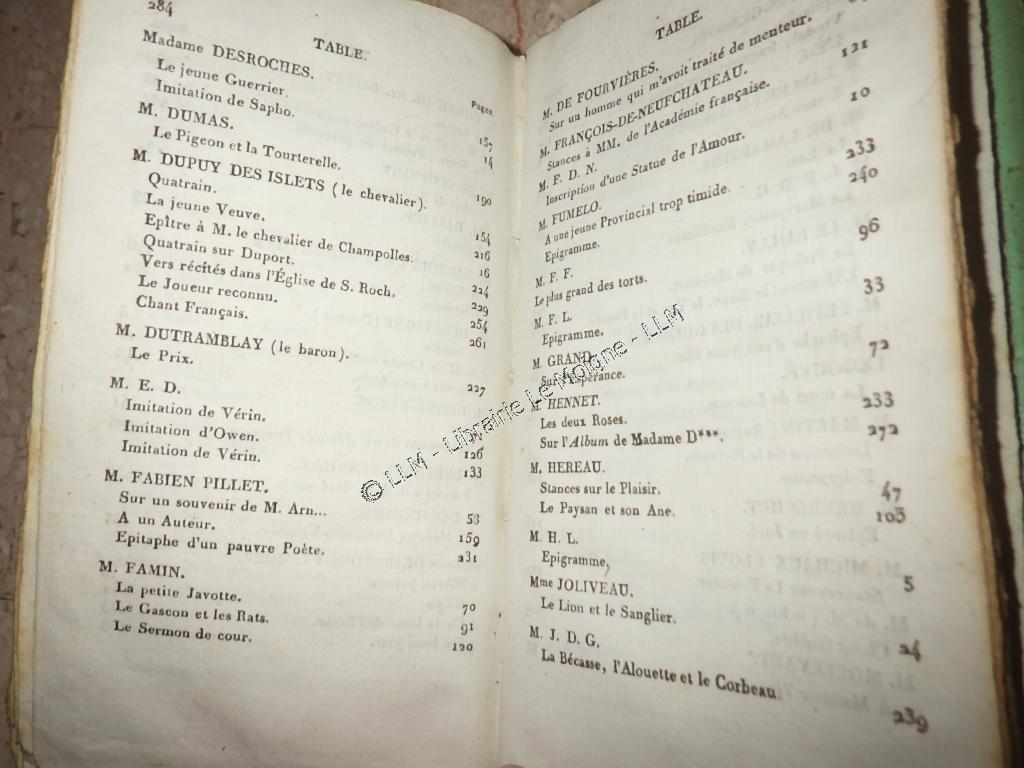 284
TABLE.
Pages.
Madame DESROCHES.
Le jeune Guerrier. 157
Imitation de Sapho. 14
M. DUMAS.
Le Pigeon et la Tourterelle. 190
M. DUPUY DES ISLETS (le chevalier).
Quatrain. 154
La jeune Veuve. 216
Epître à M. le chevalier de Champolles. 16
Quatrain sur Duport. 224
Vers récités dans l'Église de S. Roch. 229
Le Joueur reconnu. 254
Chant Français. 261
M. DUTRAMBLAY (le baron).
Le Prix. 227
M. E. D.
Imitation de Vérin.
Imitation d'Owen. 126
Imitation de Vérin. 133
M. FABIEN PILLET.
Sur un souvenir de M. Arn... 58
A un Auteur. 159
Epitaphe d'un pauvre Poëte. 231
M. FAMIN.
La petite Javotte. 70
Le Gascon et les Rats. 91
Le Sermon de cour. 120
TABLE.
M. DE FOURVIÈRES.
Sur un homme qui m'avoit traité de menteur.
M. FRANÇOIS-DE-NEUFCHATEAU. 121
Stances à MM. de l'Académie française.
M. F. D. N. 10
Inscription d'une Statue de l'Amour.
M. FUMELO. 233
A une jeune Provincial trop timide. 240
Epigramme.
M. F. F. 96
Le plus grand des torts.
M. F. L. 33
Epigramme.
M. GRAND. 72
Sur l'Espérance.
M. HENNET. 233
Les deux Roses. 272
Sur l'Album de Madame D***.
M. HEREAU.
Stances sur le Plaisir. 47
Le Paysan et son Ane. 103
M. H. L.
Epigramme, 5
Mme JOLIVEAU.
Le Lion et le Sanglier. 24
M. J. D. G.
La Bécasse, l'Alouette et le Corbeau. 239
© LLM - Librairie Le Moigne - LLM